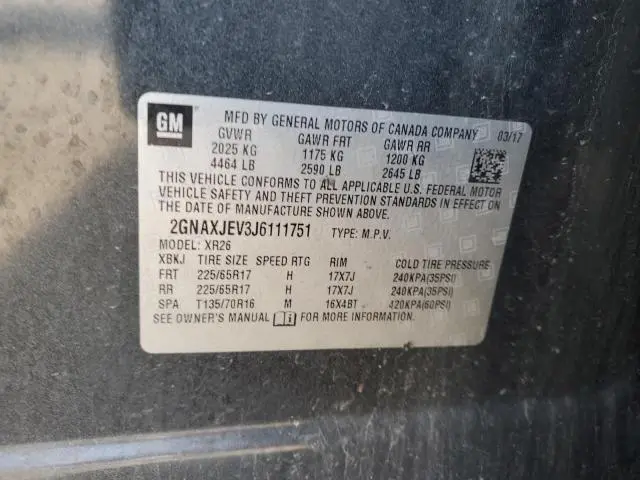 GM
MFD BY GENERAL MOTORS OF CANADA COMPANY 03/17
GVWR GAWR FRT GAWR RR
2025 KG 1175 KG 1200 KG
4464 LB 2590 LB 2645 LB
THIS VEHICLE CONFORMS TO ALL APPLICABLE U.S. FEDERAL MOTOR
VEHICLE SAFETY AND THEFT PREVENTION STANDARDS IN EFFECT ON
THE DATE OF MANUFACTURE SHOWN ABOVE.
2GNAXJEV3J6111751 TYPE: M.P.V.
MODEL: XR26
XBKJ TIRE SIZE SPEED RTG RIM COLD TIRE PRESSURE
FRT 225/65R17 H 17X7J 240KPA(35PSI)
RR 225/65R17 H 17X7J 240KPA(35PSI)
SPA T135/70R16 M 16X4BT 420KPA(60PSI)
SEE OWNER'S MANUAL i FOR MORE INFORMATION.